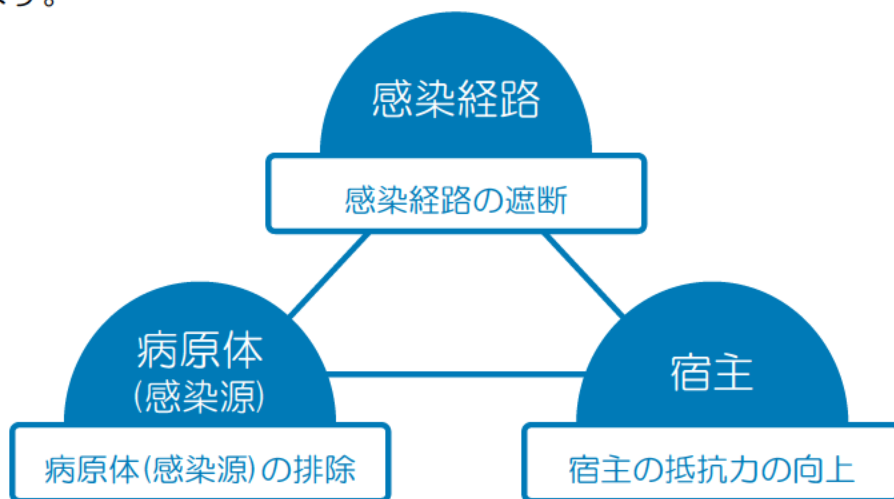 感染経路
感染経路の遮断
病原体
(感染源)
病原体(感染源)の排除
宿主
宿主の抵抗力の向上